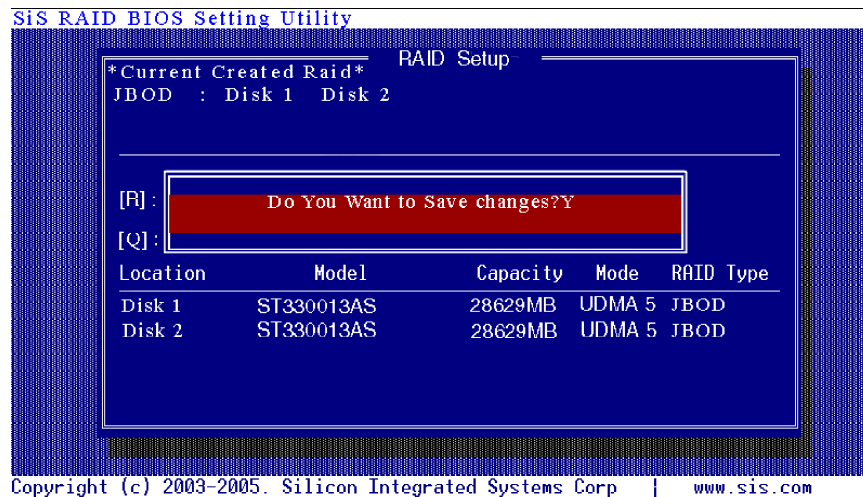 SiS RAID BIOS Setting Utility
RAID Setup
*Current Created Raid*
JBOD : Disk 1 Disk 2
[R] :
Do You Want to Save changes?Y
[Q] :
Location Model Capacity Mode RAID Type
Disk 1 ST330013AS 28629MB UDMA 5 JBOD
Disk 2 ST330013AS 28629MB UDMA 5 JBOD
Copyright (c) 2003-2005. Silicon Integrated Systems Corp | www.sis.com